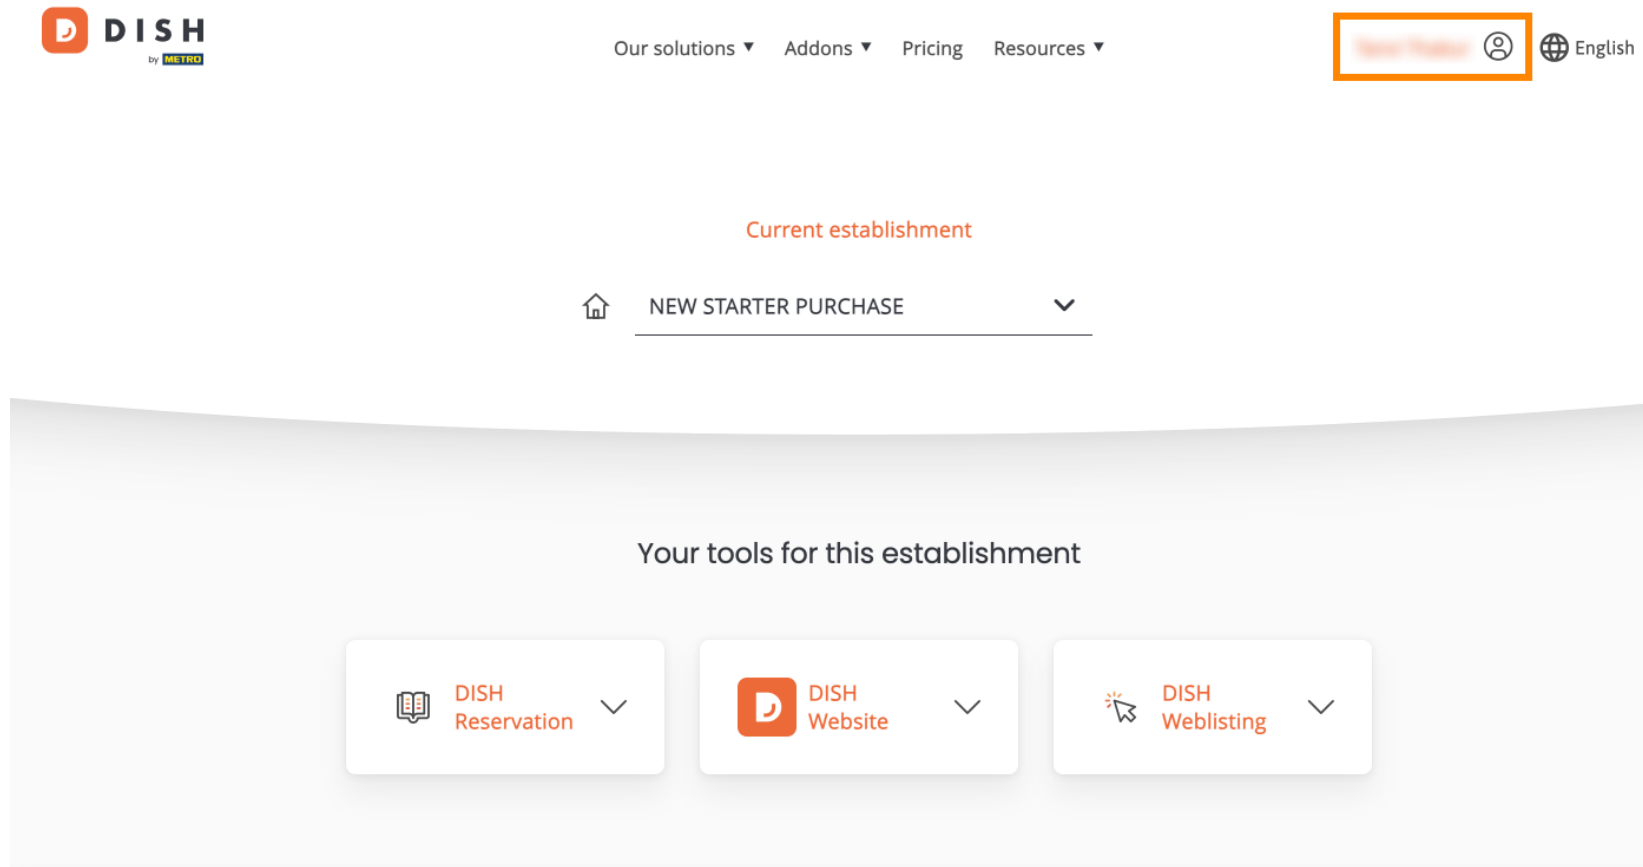 DISH
by METRO
Our solutions ▼ Addons ▼ Pricing Resources ▼
English
Current establishment
NEW STARTER PURCHASE
Your tools for this establishment
DISH
Reservation
DISH
Website
DISH
Weblisting